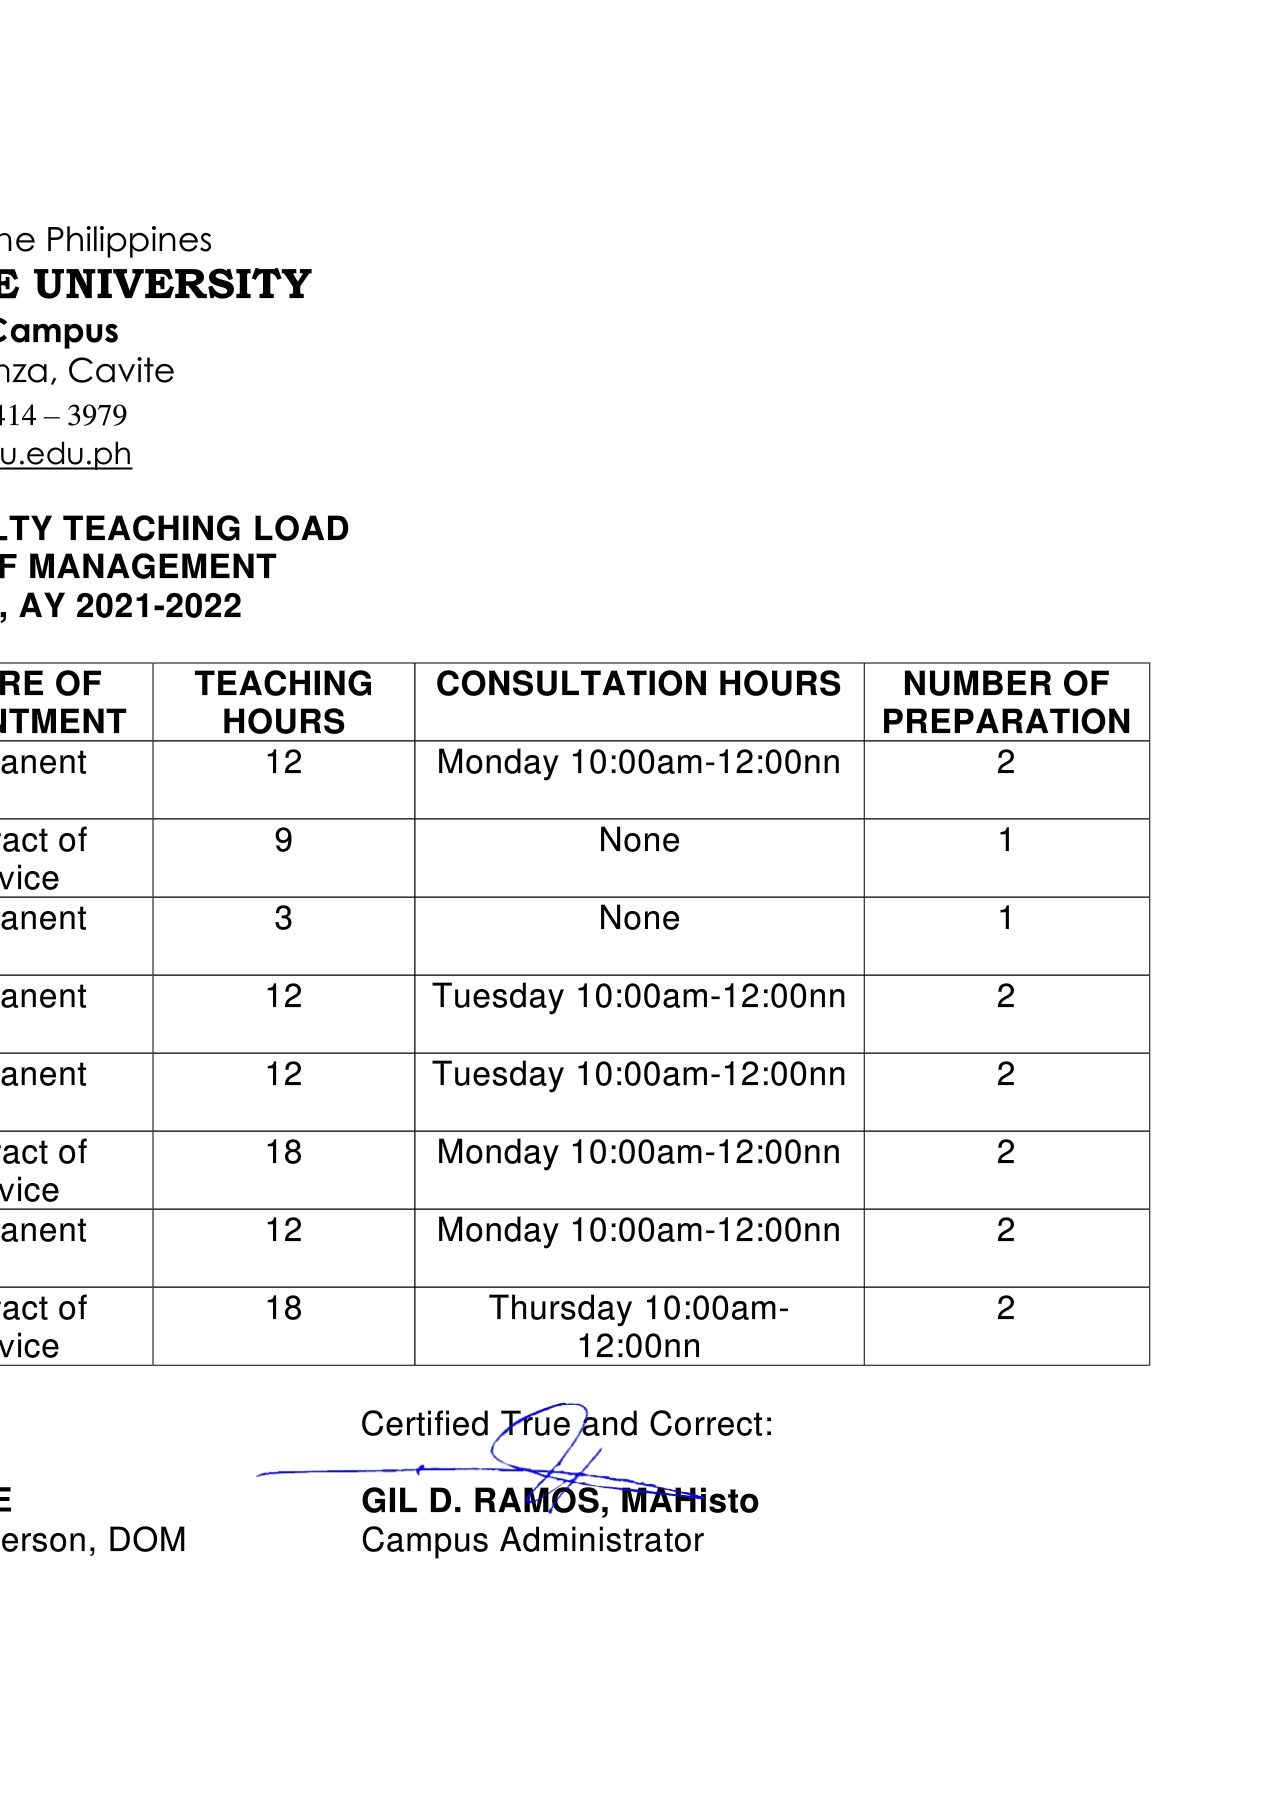 ne Philippines
E UNIVERSITY
Campus
nza, Cavite
414 – 3979
u.edu.ph
LTY TEACHING LOAD
F MANAGEMENT
, AY 2021-2022
RE OF TEACHING CONSULTATION HOURS NUMBER OF
NTMENT HOURS PREPARATION
anent 12 Monday 10:00am-12:00nn 2
ract of 9 None 1
vice
anent 3 None 1
anent 12 Tuesday 10:00am-12:00nn 2
anent 12 Tuesday 10:00am-12:00nn 2
ract of 18 Monday 10:00am-12:00nn 2
vice
anent 12 Monday 10:00am-12:00nn 2
ract of 18 Thursday 10:00am- 2
vice 12:00nn
Certified True and Correct:
E GIL D. RAMOS, MAHisto
erson, DOM Campus Administrator